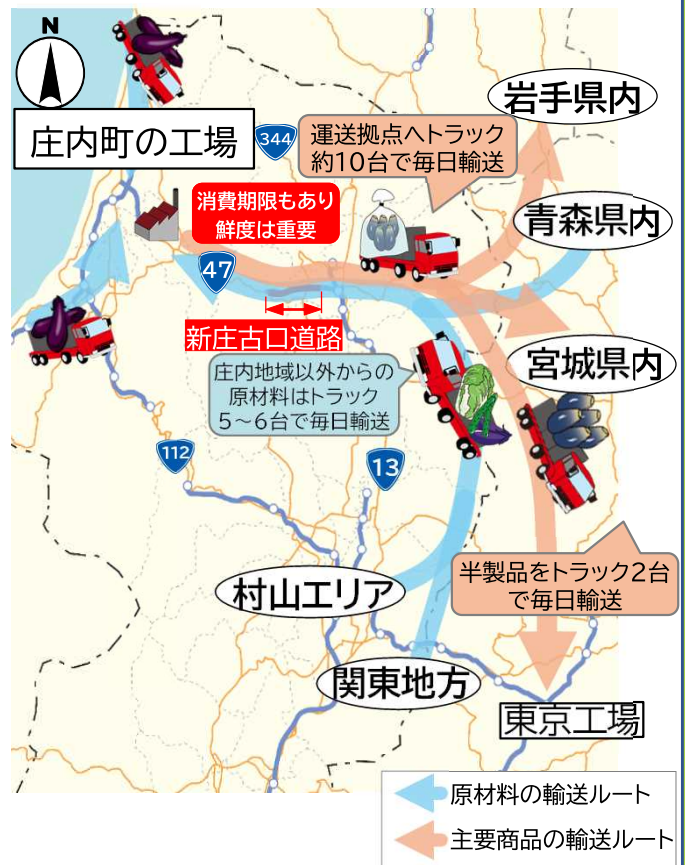 N
庄内町の工場
344
運送拠点へトラック
約10台で毎日輸送
岩手県内
消費期限もあり
鮮度は重要
青森県内
47
新庄古口道路
庄内地域以外からの
原材料はトラック
5～6台で毎日輸送
宮城県内
112
13
半製品をトラック2台
で毎日輸送
村山エリア
関東地方
東京工場
原材料の輸送ルート
主要商品の輸送ルート